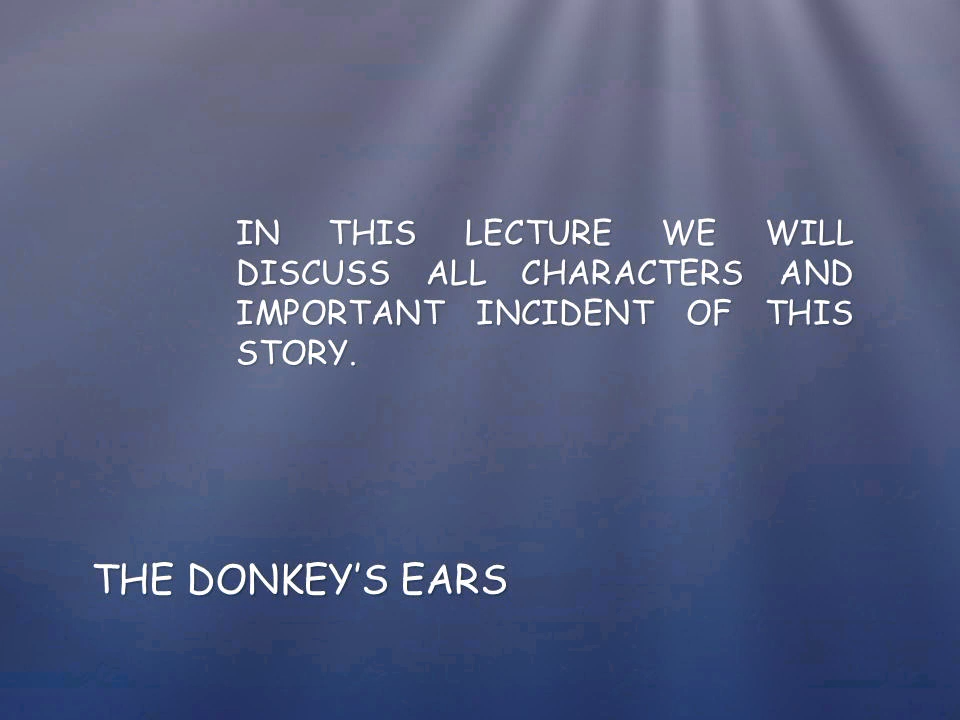 IN THIS LECTURE WE WILL
DISCUSS ALL CHARACTERS AND
IMPORTANT INCIDENT OF THIS
STORY.
THE DONKEY'S EARS